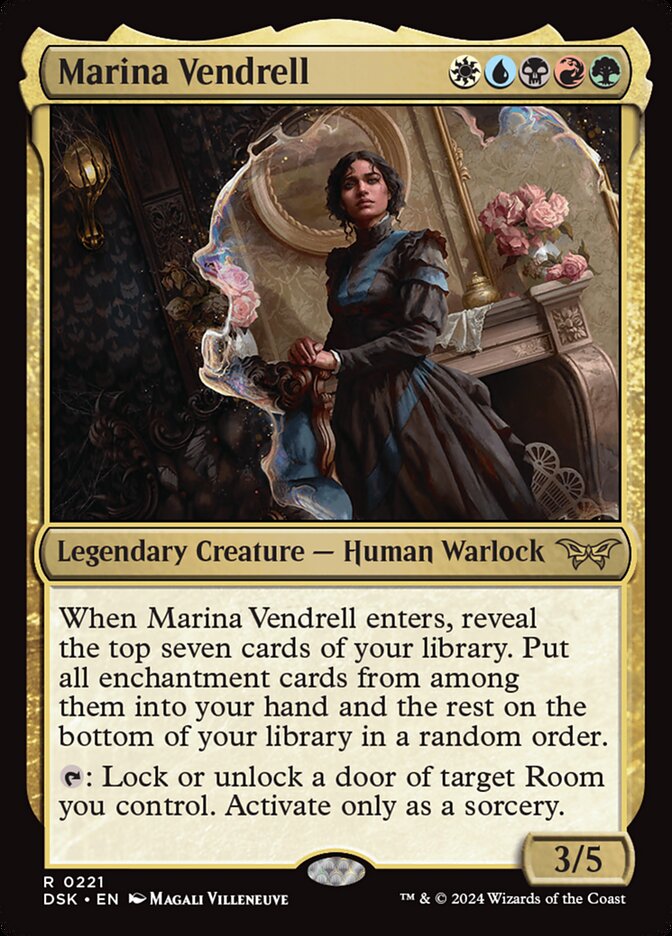 Marina Vendrell
Legendary Creature — Human Warlock
When Marina Vendrell enters, reveal
the top seven cards of your library. Put
all enchantment cards from among
them into your hand and the rest on the
bottom of your library in a random order.
: Lock or unlock a door of target Room
you control. Activate only as a sorcery.
3/5
R 0221
DSK • EN Magali Villeneuve
™ & © 2024 Wizards of the Coast